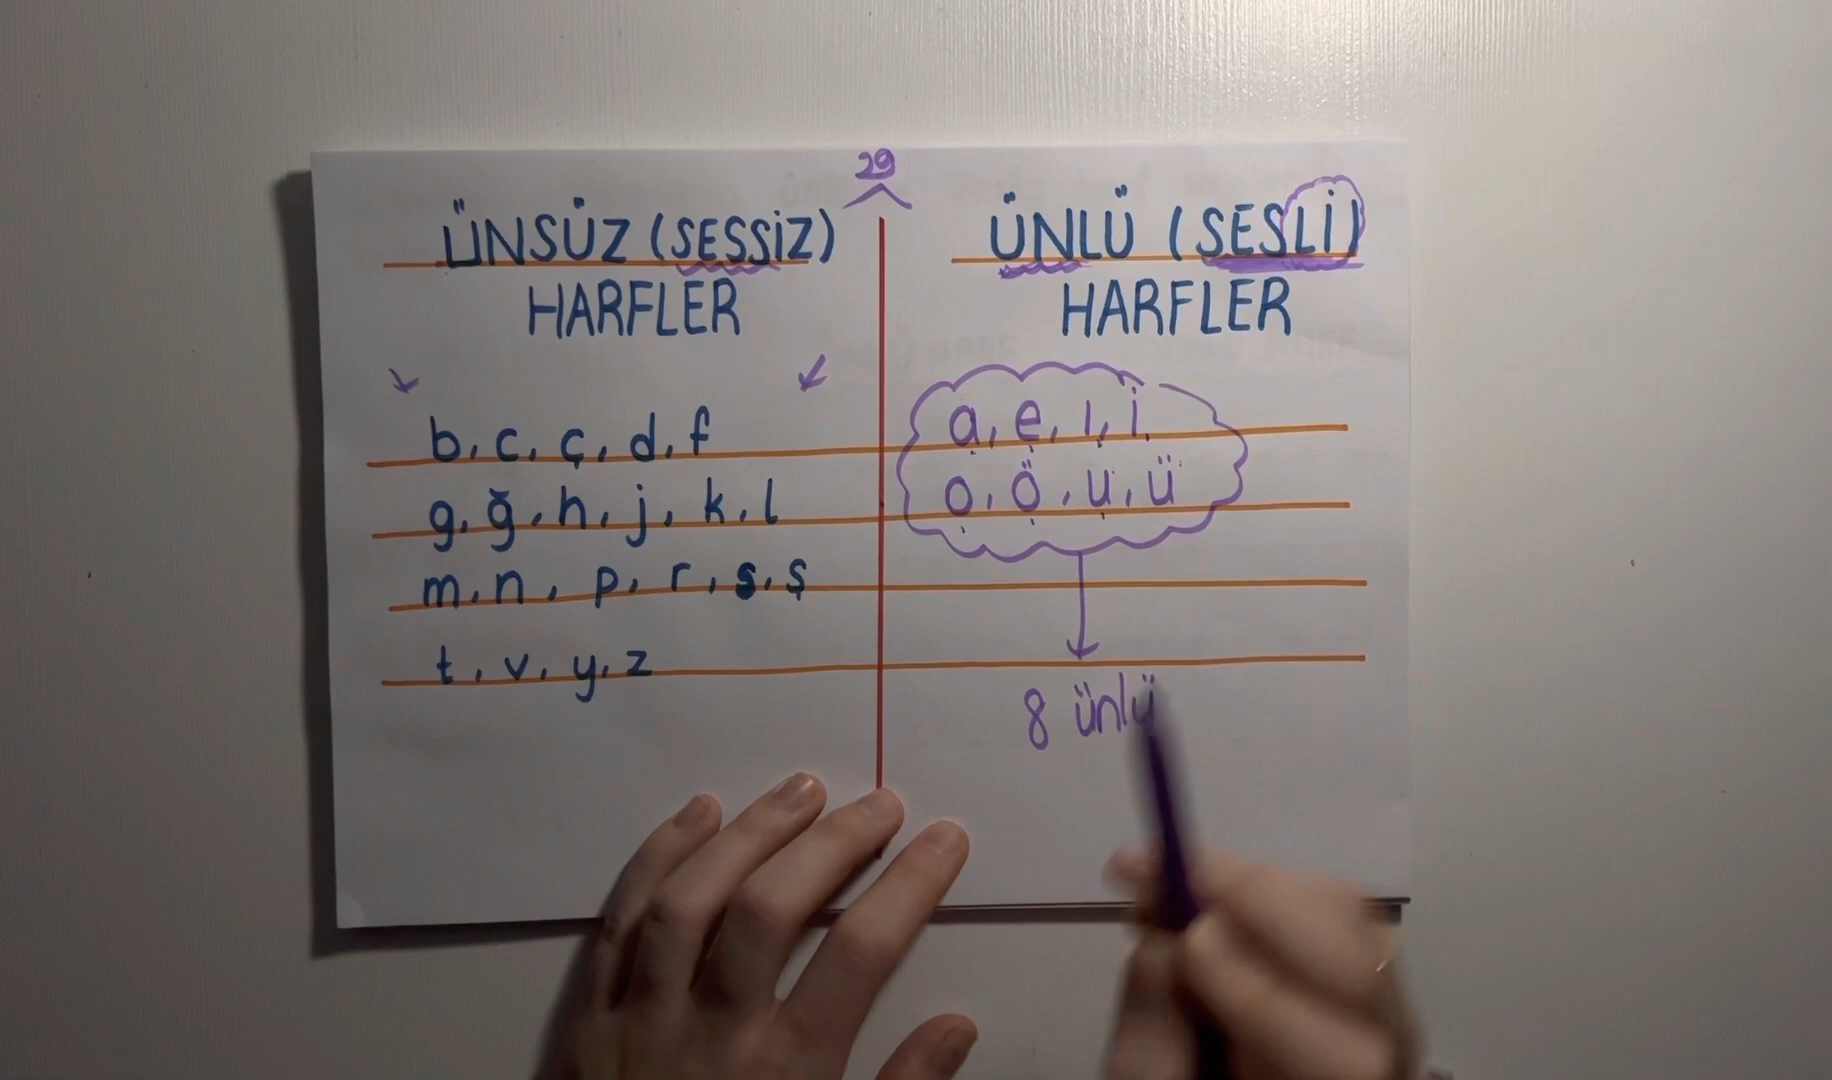 29
ÜNSÜZ (SESSİZ)
HARFLER
b, c, ç, d, f
g, ğ, h, j, k, l
m, n, p, r, s, ş
t, v, y, z
ÜNLÜ (SESLİ)
HARFLER
a, e, ı, i,
o, ö, u, ü
8 ünlü